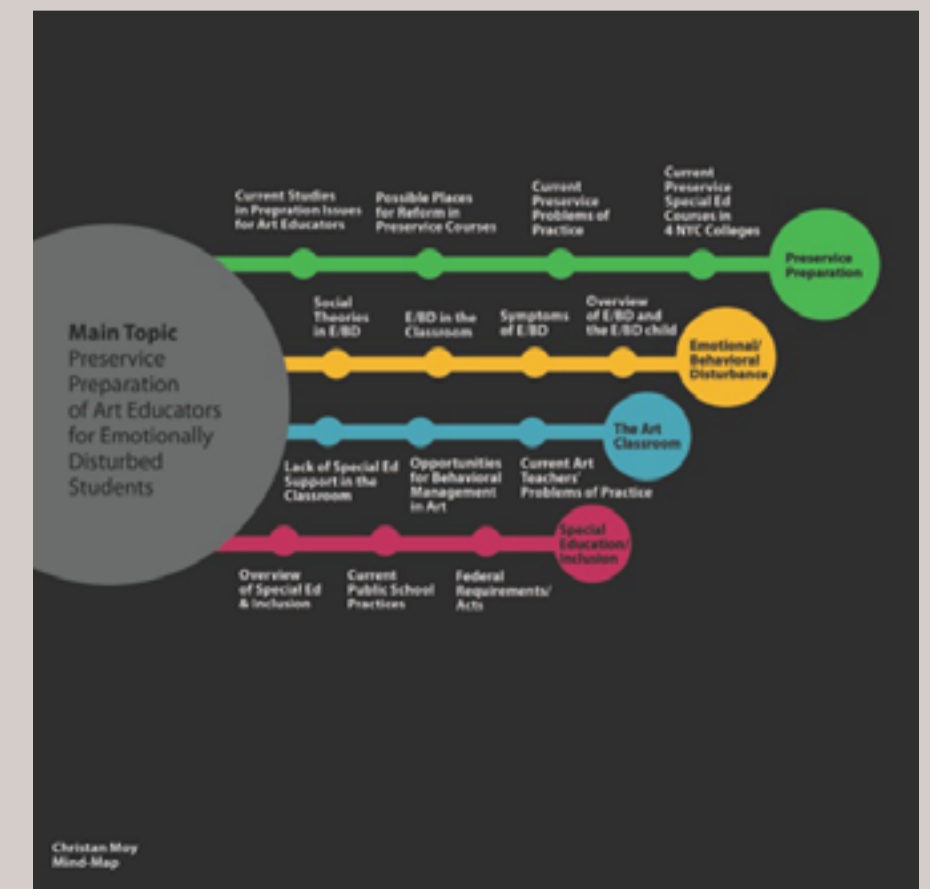 Main Topic
Preservice
Preparation
of Art Educators
for Emotionally
Disturbed
Students
Current Studies
in Prepration Issues
for Art Educators
Possible Places
for Reform in
Preservice Courses
Current
Preservice
Problems of
Practice
Current
Preservice
Special Ed
Courses in
4 NYC Colleges
Preservice
Preparation
Social
Theories
in E/BD
E/BD in the
Classroom
Symptoms
of E/BD
Overview
of E/BD and
the E/BD child
Emotional/
Behavioral
Disturbance
Lack of Special Ed
Support in the
Classroom
Opportunities
for Behavioral
Management
in Art
Current Art
Teachers'
Problems of Practice
The Art
Classroom
Overview
of Special Ed
& Inclusion
Current
Public School
Practices
Federal
Requirements/
Acts
Special
Education/
Inclusion
Christan Moy
Mind-Map